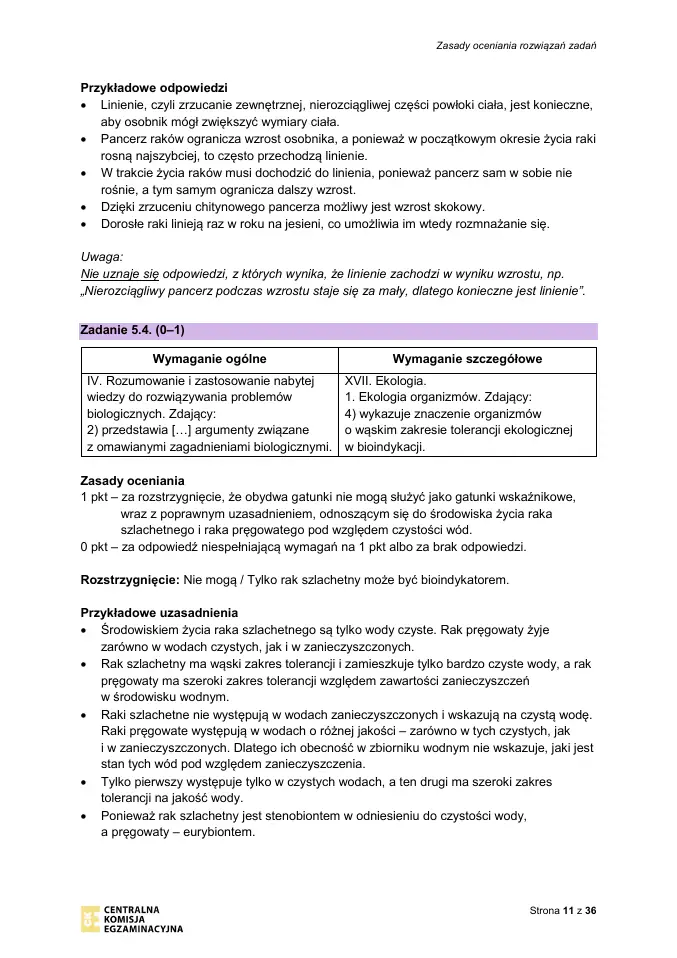 Zasady oceniania rozwiązań zadań
Przykładowe odpowiedzi
• Linienie, czyli zrzucanie zewnętrznej, nierozciągliwej części powłoki ciała, jest konieczne,
aby osobnik mógł zwiększyć wymiary ciała.
• Pancerz raków ogranicza wzrost osobnika, a ponieważ w początkowym okresie życia raki
rosną najszybciej, to często przechodzą linienie.
• W trakcie życia raków musi dochodzić do linienia, ponieważ pancerz sam w sobie nie
rośnie, a tym samym ogranicza dalszy wzrost.
• Dzięki zrzuceniu chitynowego pancerza możliwy jest wzrost skokowy.
• Dorosłe raki linieją raz w roku na jesieni, co umożliwia im wtedy rozmnażanie się.
Uwaga:
Nie uznaje się odpowiedzi, z których wynika, że linienie zachodzi w wyniku wzrostu, np.
„Nierozciągliwy pancerz podczas wzrostu staje się za mały, dlatego konieczne jest linienie”.
Zadanie 5.4. (0–1)
Wymaganie ogólne
IV. Rozumowanie i zastosowanie nabytej
wiedzy do rozwiązywania problemów
biologicznych. Zdający:
2) przedstawia […] argumenty związane
z omawianymi zagadnieniami biologicznymi.
Wymaganie szczegółowe
XVII. Ekologia.
1. Ekologia organizmów. Zdający:
4) wykazuje znaczenie organizmów
o wąskim zakresie tolerancji ekologicznej
w bioindykacji.
Zasady oceniania
1 pkt – za rozstrzygnięcie, że obydwa gatunki nie mogą służyć jako gatunki wskaźnikowe,
wraz z poprawnym uzasadnieniem, odnoszącym się do środowiska życia raka
szlachetnego i raka pręgowatego pod względem czystości wód.
0 pkt – za odpowiedź niespełniającą wymagań na 1 pkt albo za brak odpowiedzi.
Rozstrzygnięcie: Nie mogą / Tylko rak szlachetny może być bioindykatorem.
Przykładowe uzasadnienia
• Środowiskiem życia raka szlachetnego są tylko wody czyste. Rak pręgowaty żyje
zarówno w wodach czystych, jak i w zanieczyszczonych.
• Rak szlachetny ma wąski zakres tolerancji i zamieszkuje tylko bardzo czyste wody, a rak
pręgowaty ma szeroki zakres tolerancji względem zawartości zanieczyszczeń
w środowisku wodnym.
• Raki szlachetne nie występują w wodach zanieczyszczonych i wskazują na czystą wodę.
Raki pręgowate występują w wodach o różnej jakości – zarówno w tych czystych, jak
i w zanieczyszczonych. Dlatego ich obecność w zbiorniku wodnym nie wskazuje, jaki jest
stan tych wód pod względem zanieczyszczenia.
• Tylko pierwszy występuje tylko w czystych wodach, a ten drugi ma szeroki zakres
tolerancji na jakość wody.
• Ponieważ rak szlachetny jest stenobiontem w odniesieniu do czystości wody,
a pręgowaty – eurybiontem.
CKE
CENTRALNA
KOMISJA
EGZAMINACYJNA
Strona 11 z 36